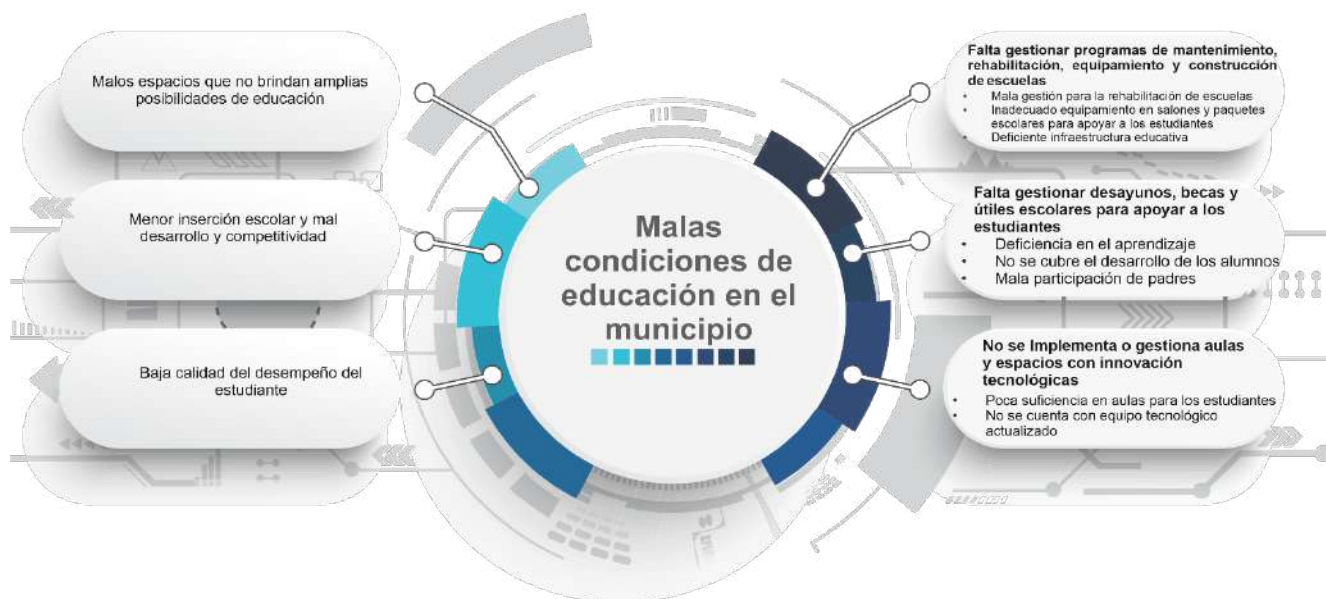 Malos espacios que no brindan amplias
posibilidades de educación
Menor inserción escolar y mal
desarrollo y competitividad
Baja calidad del desempeño del
estudiante
Malas
condiciones de
educación en el
municipio
Falta gestionar programas de mantenimiento,
rehabilitación, equipamiento y construcción
de escuelas
• Mala gestión para la rehabilitación de escuelas
• Inadecuado equipamiento en salones y paquetes
escolares para apoyar a los estudiantes
• Deficiente infraestructura educativa
Falta gestionar desayunos, becas y
útiles escolares para apoyar a los
estudiantes
• Deficiencia en el aprendizaje
• No se cubre el desarrollo de los alumnos
• Mala participación de padres
No se Implementa o gestiona aulas
y espacios con innovación
tecnológicas
• Poca suficiencia en aulas para los estudiantes
• No se cuenta con equipo tecnológico
actualizado